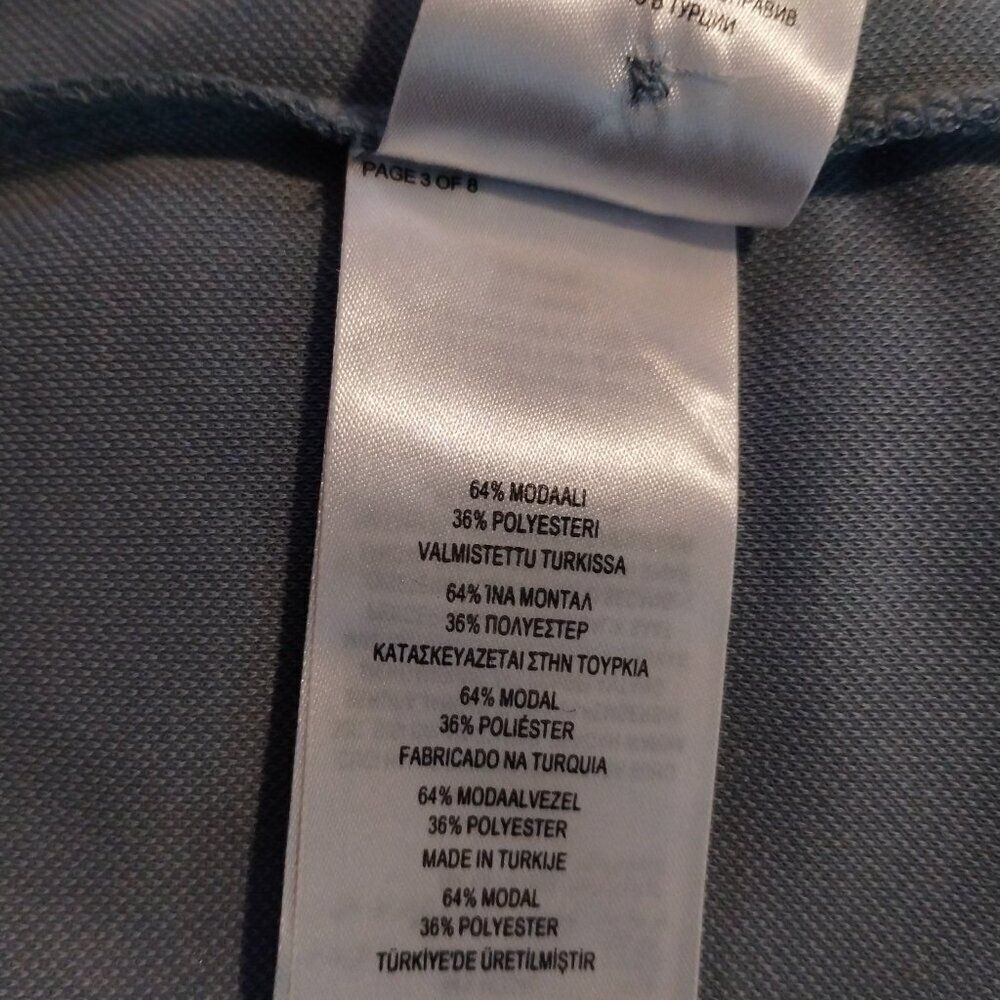 В ТУРЦИИ
PAGE 3 OF 8
64% MODAALI
36% POLYESTERI
VALMISTETTU TURKISSA
64% ΊΝΑ ΜΟΝΤΑΛ
36% ΠΟΛΥΕΣΤΕΡ
ΚΑΤΑΣΚΕΥΑΖΕΤΑΙ ΣΤΗΝ ΤΟΥΡΚΙΑ
64% MODAL
36% POLIÉSTER
FABRICADO NA TURQUIA
64% MODAALVEZEL
36% POLYESTER
MADE IN TURKIJE
64% MODAL
36% POLYESTER
TÜRKİYE'DE ÜRETİLMİŞTİR